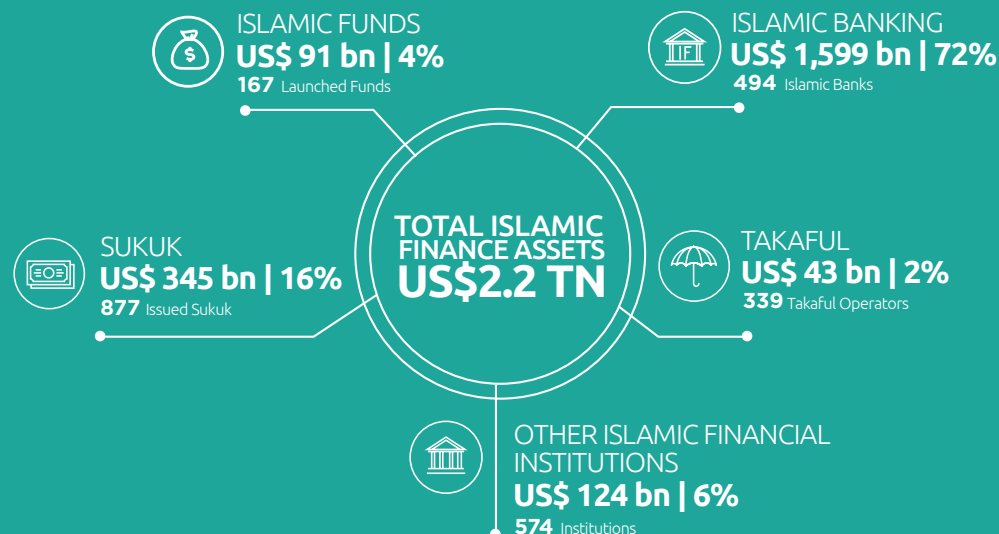 ISLAMIC FUNDS
US$ 91 bn | 4%
167 Launched Funds
ISLAMIC BANKING
US$ 1,599 bn | 72%
494 Islamic Banks
IF
$
TOTAL ISLAMIC
FINANCE ASSETS
US$2.2 TN
SUKUK
US$ 345 bn | 16%
877 Issued Sukuk
TAKAFUL
US$ 43 bn | 2%
339 Takaful Operators
OTHER ISLAMIC FINANCIAL
INSTITUTIONS
US$ 124 bn | 6%
574 Institutions